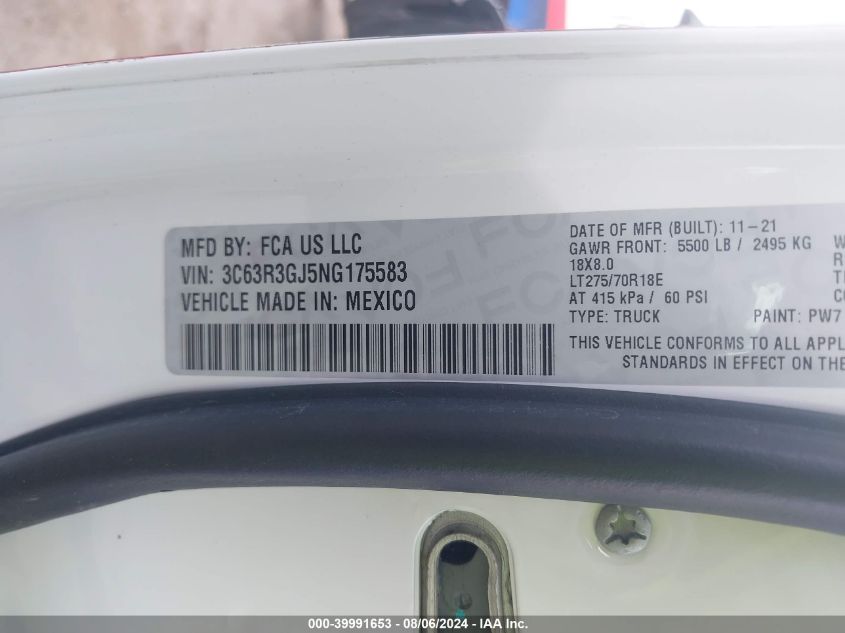 MFD BY: FCA US LLC
VIN: 3C63R3GJ5NG175583
VEHICLE MADE IN: MEXICO
DATE OF MFR (BUILT): 11-21
GAWR FRONT: 5500 LB / 2495 KG
18X8.0
LT275/70R18E
AT 415 kPa / 60 PSI
TYPE: TRUCK PAINT: PW7
THIS VEHICLE CONFORMS TO ALL APPL
STANDARDS IN EFFECT ON THE
000-39991653 - 08/06/2024 - IAA Inc.